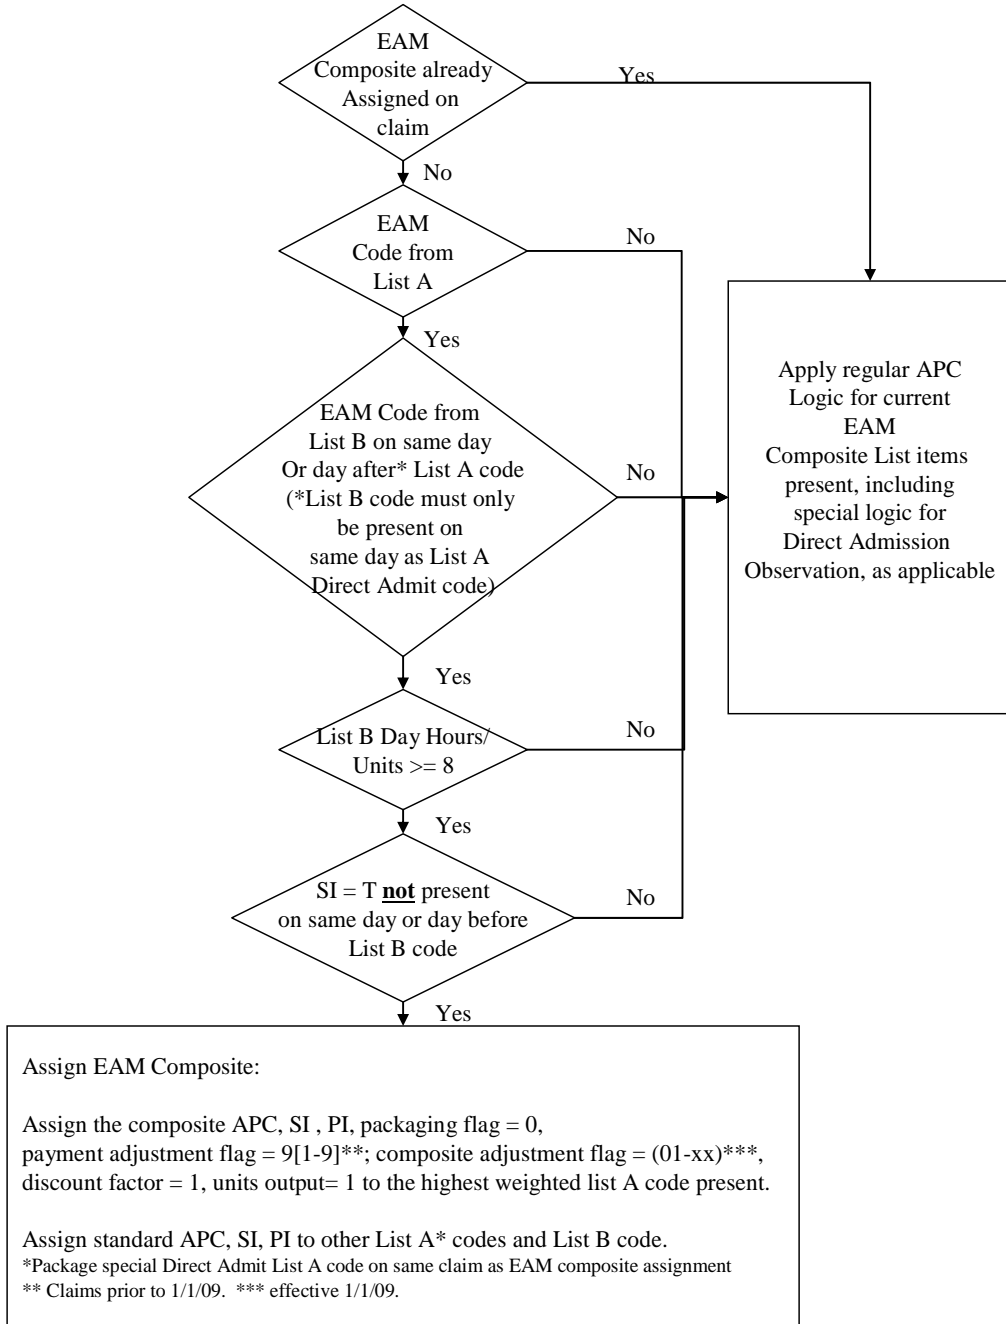 EAM
Composite already
Assigned on
claim
Yes
No
EAM
Code from
List A
No
Yes
EAM Code from
List B on same day
Or day after* List A code
(*List B code must only
be present on
same day as List A
Direct Admit code)
No
Apply regular APC
Logic for current
EAM
Composite List items
present, including
special logic for
Direct Admission
Observation, as applicable
Yes
List B Day Hours/
Units >= 8
No
Yes
SI = T not present
on same day or day before
List B code
No
Yes
Assign EAM Composite:
Assign the composite APC, SI , PI, packaging flag = 0,
payment adjustment flag = 9[1-9]**; composite adjustment flag = (01-xx)***,
discount factor = 1, units output= 1 to the highest weighted list A code present.
Assign standard APC, SI, PI to other List A* codes and List B code.
*Package special Direct Admit List A code on same claim as EAM composite assignment
** Claims prior to 1/1/09. *** effective 1/1/09.